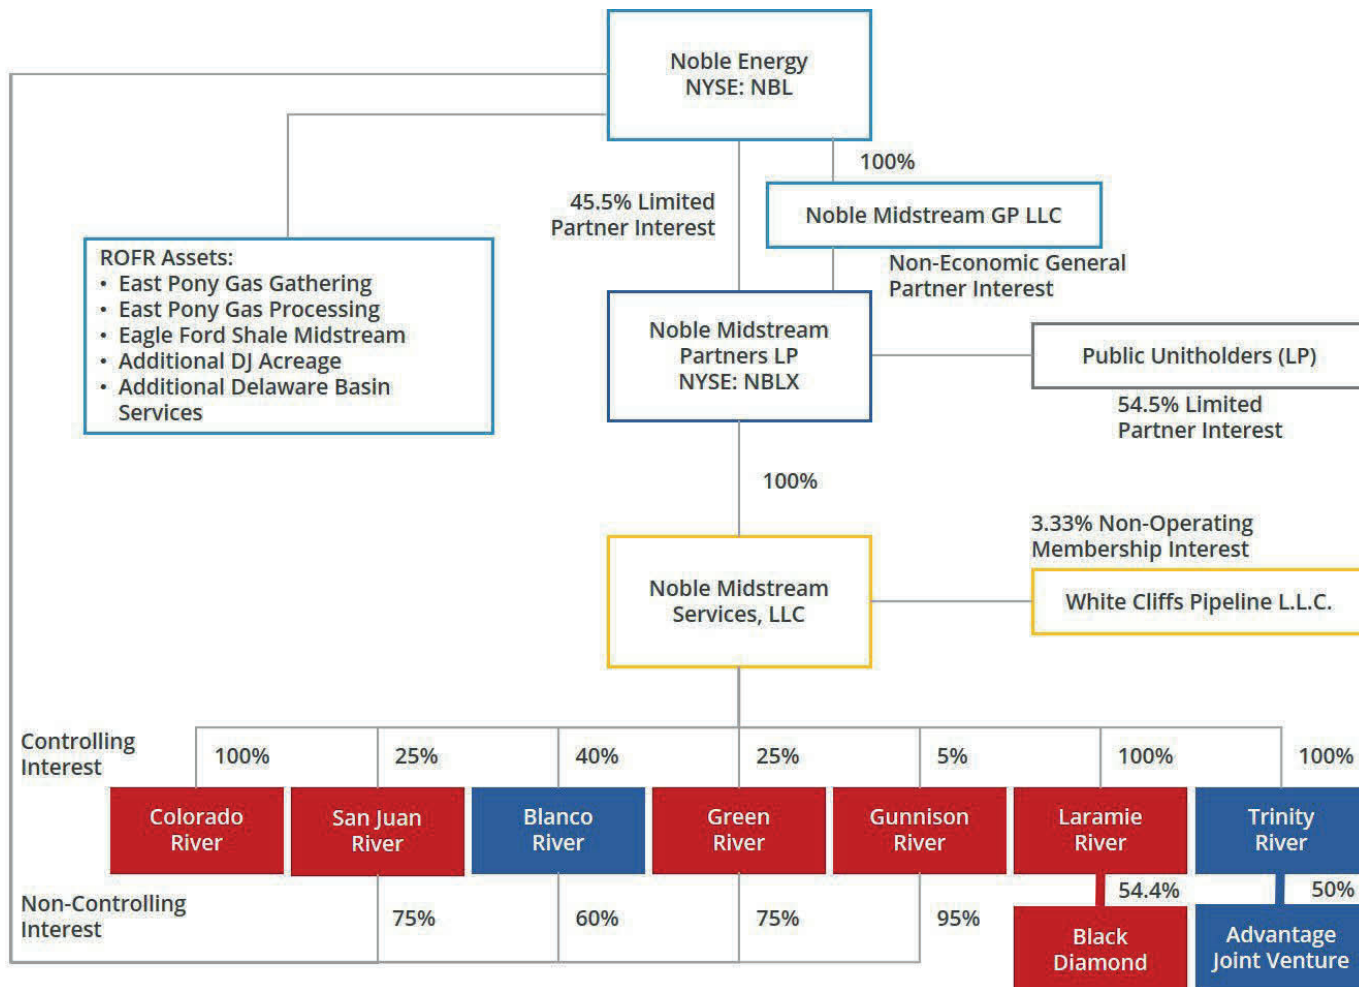 Noble Energy
NYSE: NBL
100%
45.5% Limited
Partner Interest
Noble Midstream GP LLC
Non-Economic General
Partner Interest
ROFR Assets:
• East Pony Gas Gathering
• East Pony Gas Processing
• Eagle Ford Shale Midstream
• Additional DJ Acreage
• Additional Delaware Basin
Services
Noble Midstream
Partners LP
NYSE: NBLX
Public Unitholders (LP)
54.5% Limited
Partner Interest
100%
3.33% Non-Operating
Membership Interest
Noble Midstream
Services, LLC
White Cliffs Pipeline L.L.C.
Controlling
Interest
100%
25%
40%
25%
5%
100%
100%
Colorado
River
San Juan
River
Blanco
River
Green
River
Gunnison
River
Laramie
River
Trinity
River
Non-Controlling
Interest
75%
60%
75%
95%
54.4%
50%
Black
Diamond
Advantage
Joint Venture